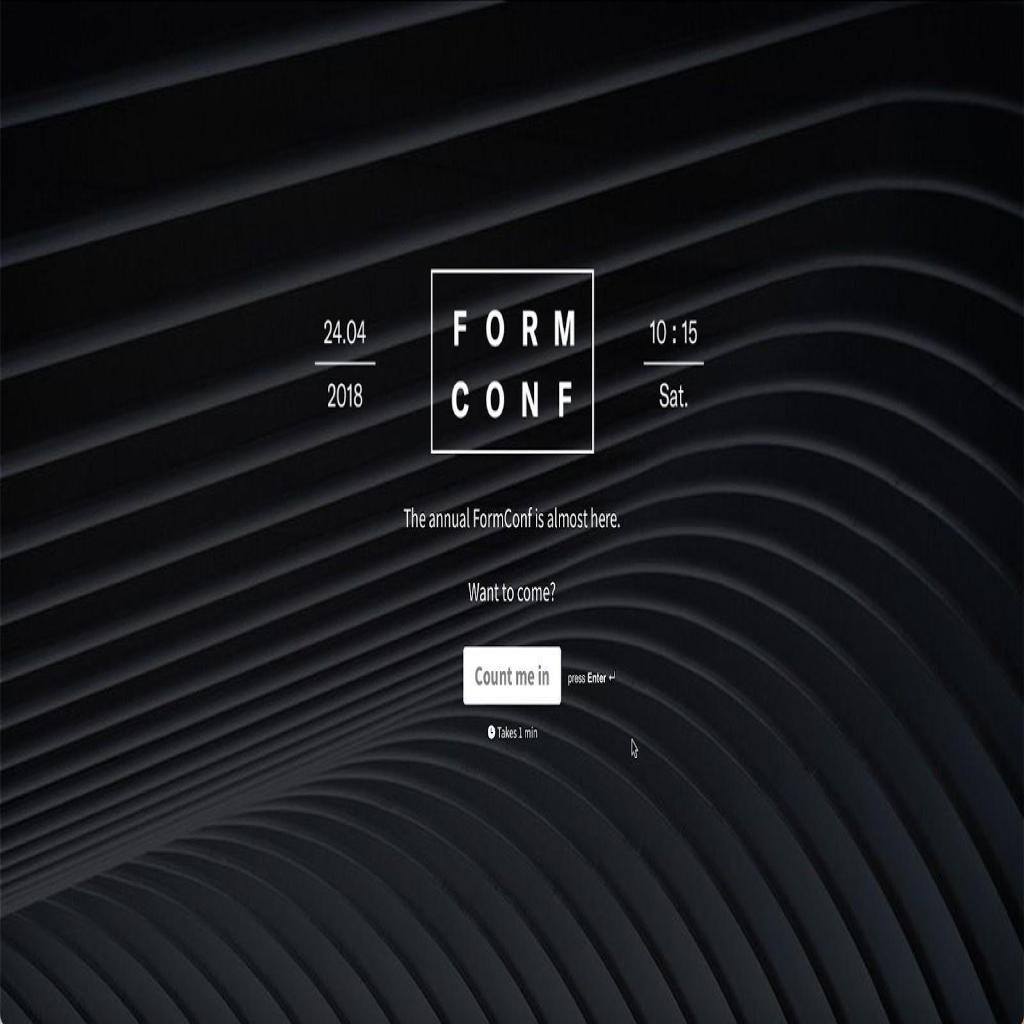 24.04
2018
FORM
CONF
10 : 15
Sat.
The annual FormConf is almost here.
Want to come?
Count me in
press Enter ↵
Takes 1 min